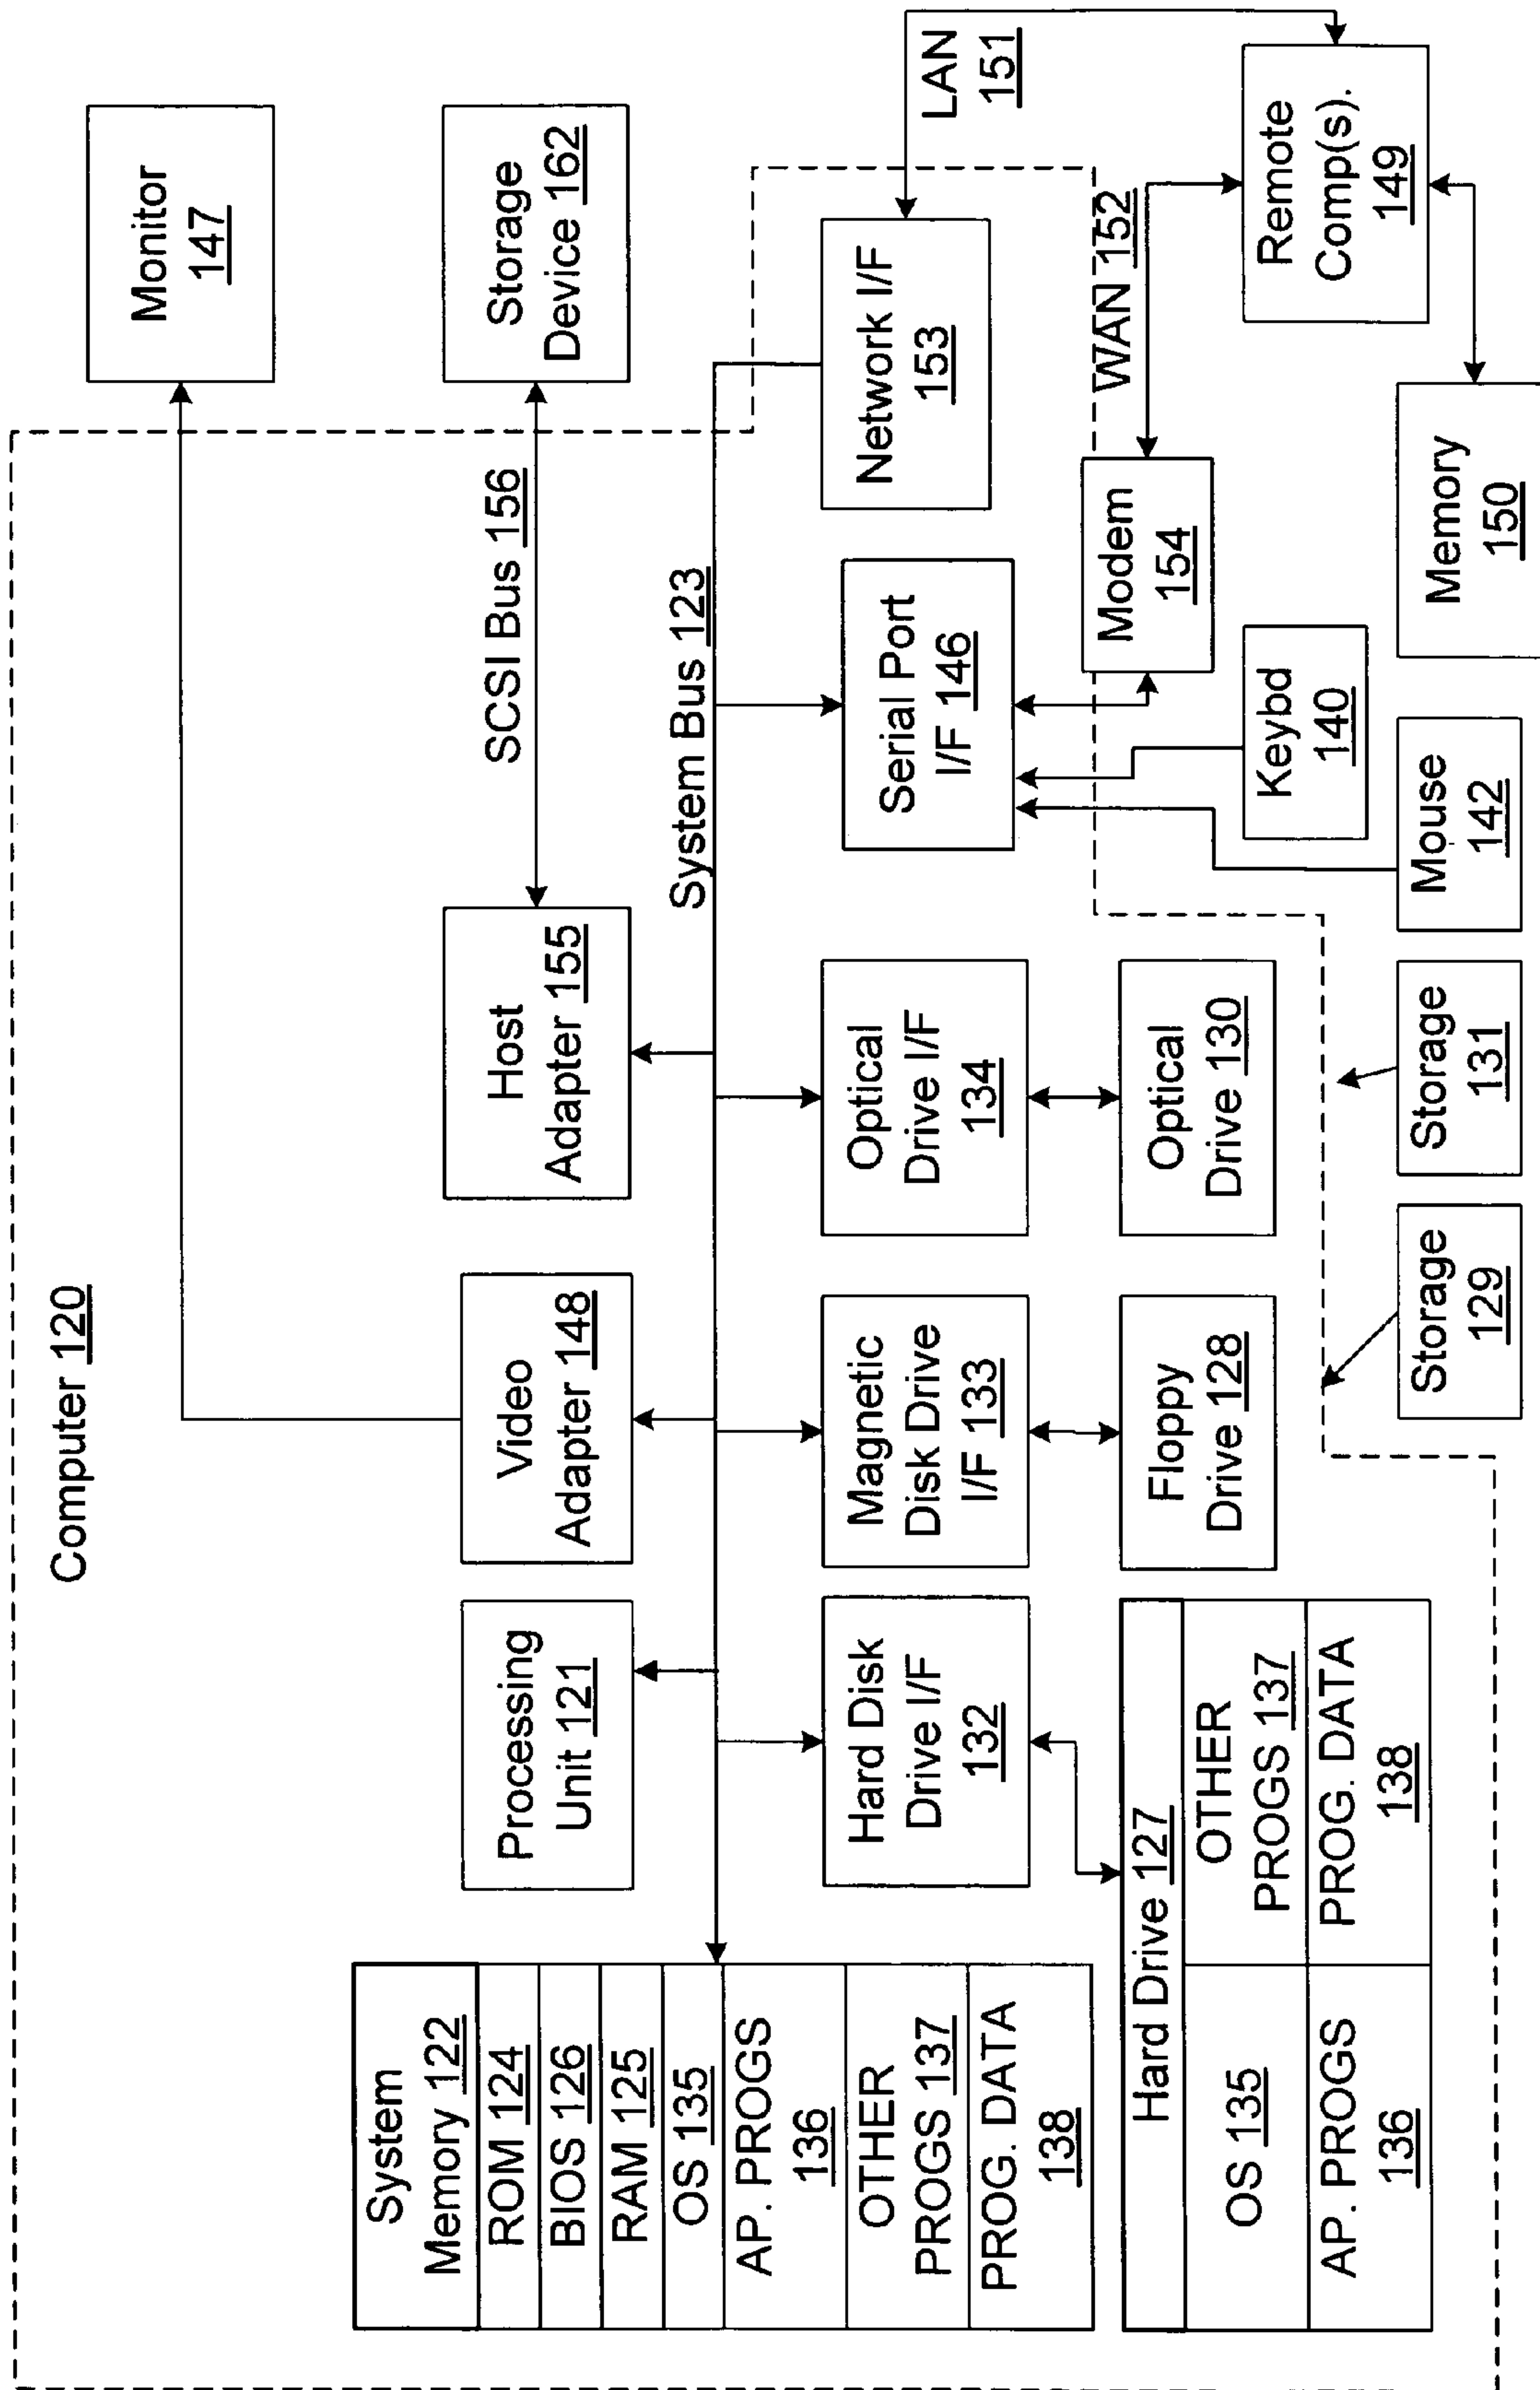 Computer 120
Monitor
147
System
Memory 122
ROM 124
BIOS 126
RAM 125
OS 135
AP. PROGS
136
OTHER
PROGS 137
PROG. DATA
138
Processing
Unit 121
Video
Adapter 148
Host
Adapter 155
SCSI Bus 156
Storage
Device 162
System Bus 123
Hard Disk
Drive I/F
132
Magnetic
Disk Drive
I/F 133
Optical
Drive I/F
134
Serial Port
I/F 146
Network I/F
153
LAN
151
Hard Drive 127
OS 135
OTHER
PROGS 137
AP. PROGS
136
PROG. DATA
138
Floppy
Drive 128
Optical
Drive 130
Modem
154
WAN 152
Storage
129
Storage
131
Mouse
142
Keybd
140
Memory
150
Remote
Comp(s).
149